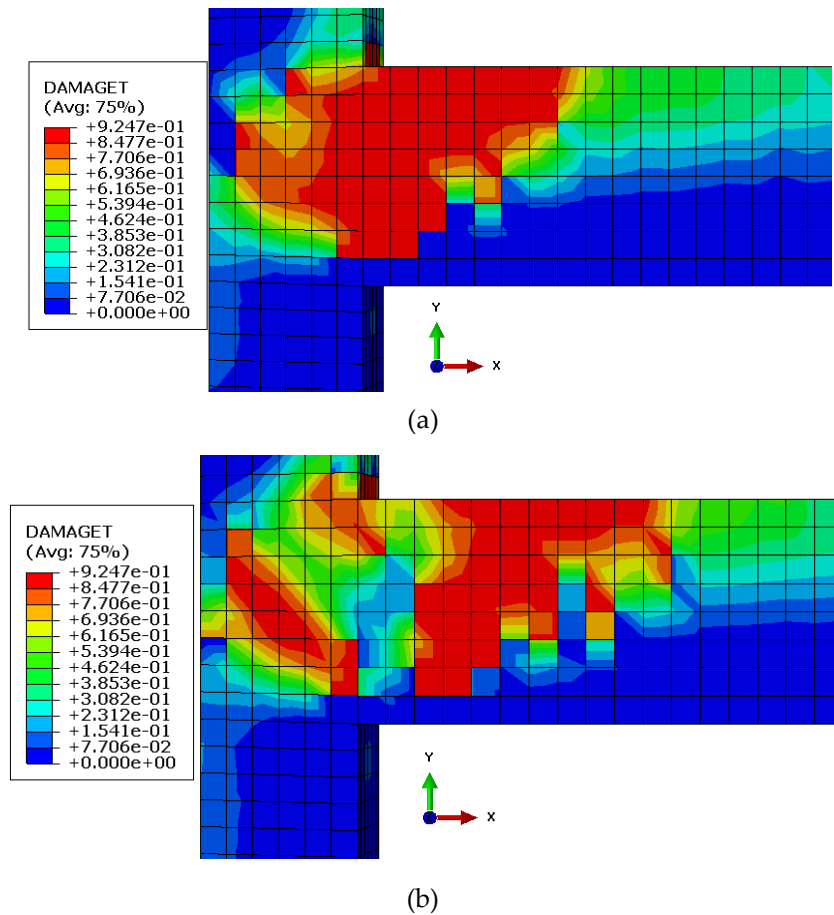 DAMAGET
(Avg: 75%)
+9.247e-01
+8.477e-01
+7.706e-01
+6.936e-01
+6.165e-01
+5.394e-01
+4.624e-01
+3.853e-01
+3.082e-01
+2.312e-01
+1.541e-01
+7.706e-02
+0.000e+00
Y
Z
X
(a)
DAMAGET
(Avg: 75%)
+9.247e-01
+8.477e-01
+7.706e-01
+6.936e-01
+6.165e-01
+5.394e-01
+4.624e-01
+3.853e-01
+3.082e-01
+2.312e-01
+1.541e-01
+7.706e-02
+0.000e+00
Y
Z
X
(b)